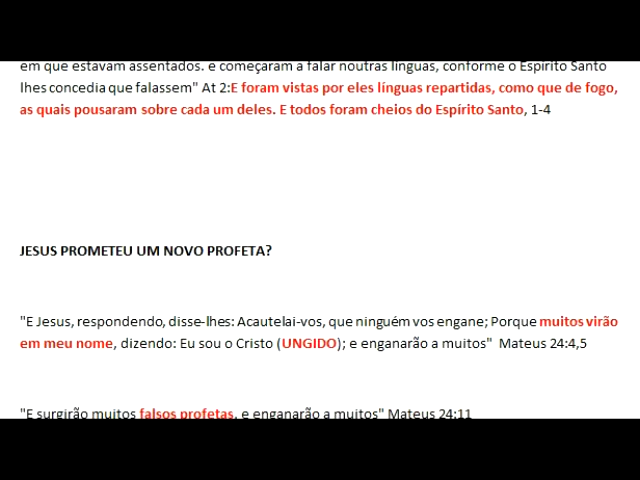 em que estavam assentados. e começaram a falar noutras línguas, conforme o Espírito Santo
lhes concedia que falassem" At 2:E foram vistas por eles línguas repartidas, como que de fogo,
as quais pousaram sobre cada um deles. E todos foram cheios do Espírito Santo, 1-4
JESUS PROMETEU UM NOVO PROFETA?
"E Jesus, respondendo, disse-lhes: Acautelai-vos, que ninguém vos engane; Porque muitos virão
em meu nome, dizendo: Eu sou o Cristo (UNGIDO); e enganarão a muitos" Mateus 24:4,5
"E surgirão muitos falsos profetas, e enganarão a muitos" Mateus 24:11